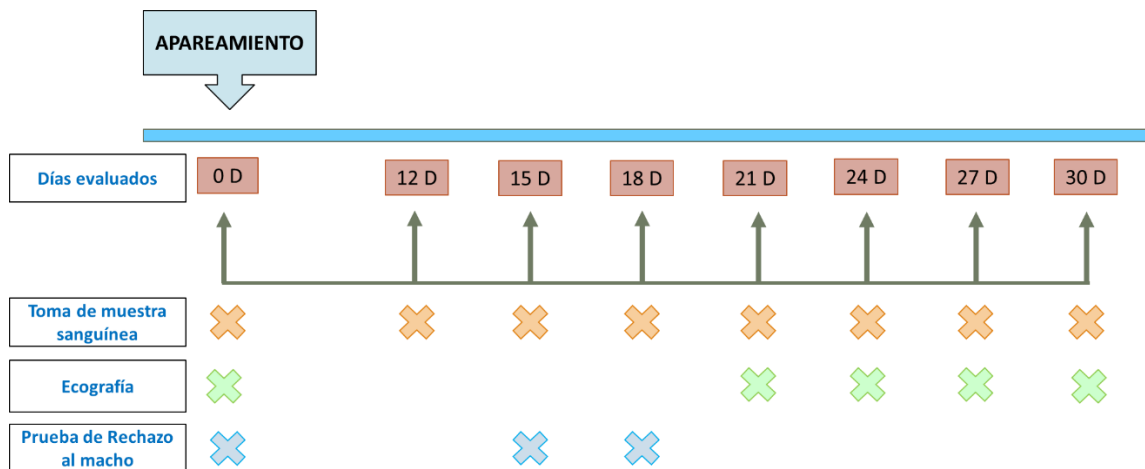 APAREAMIENTO
Días evaluados
0 D
12 D
15 D
18 D
21 D
24 D
27 D
30 D
Toma de muestra
sanguínea
Ecografía
Prueba de Rechazo
al macho